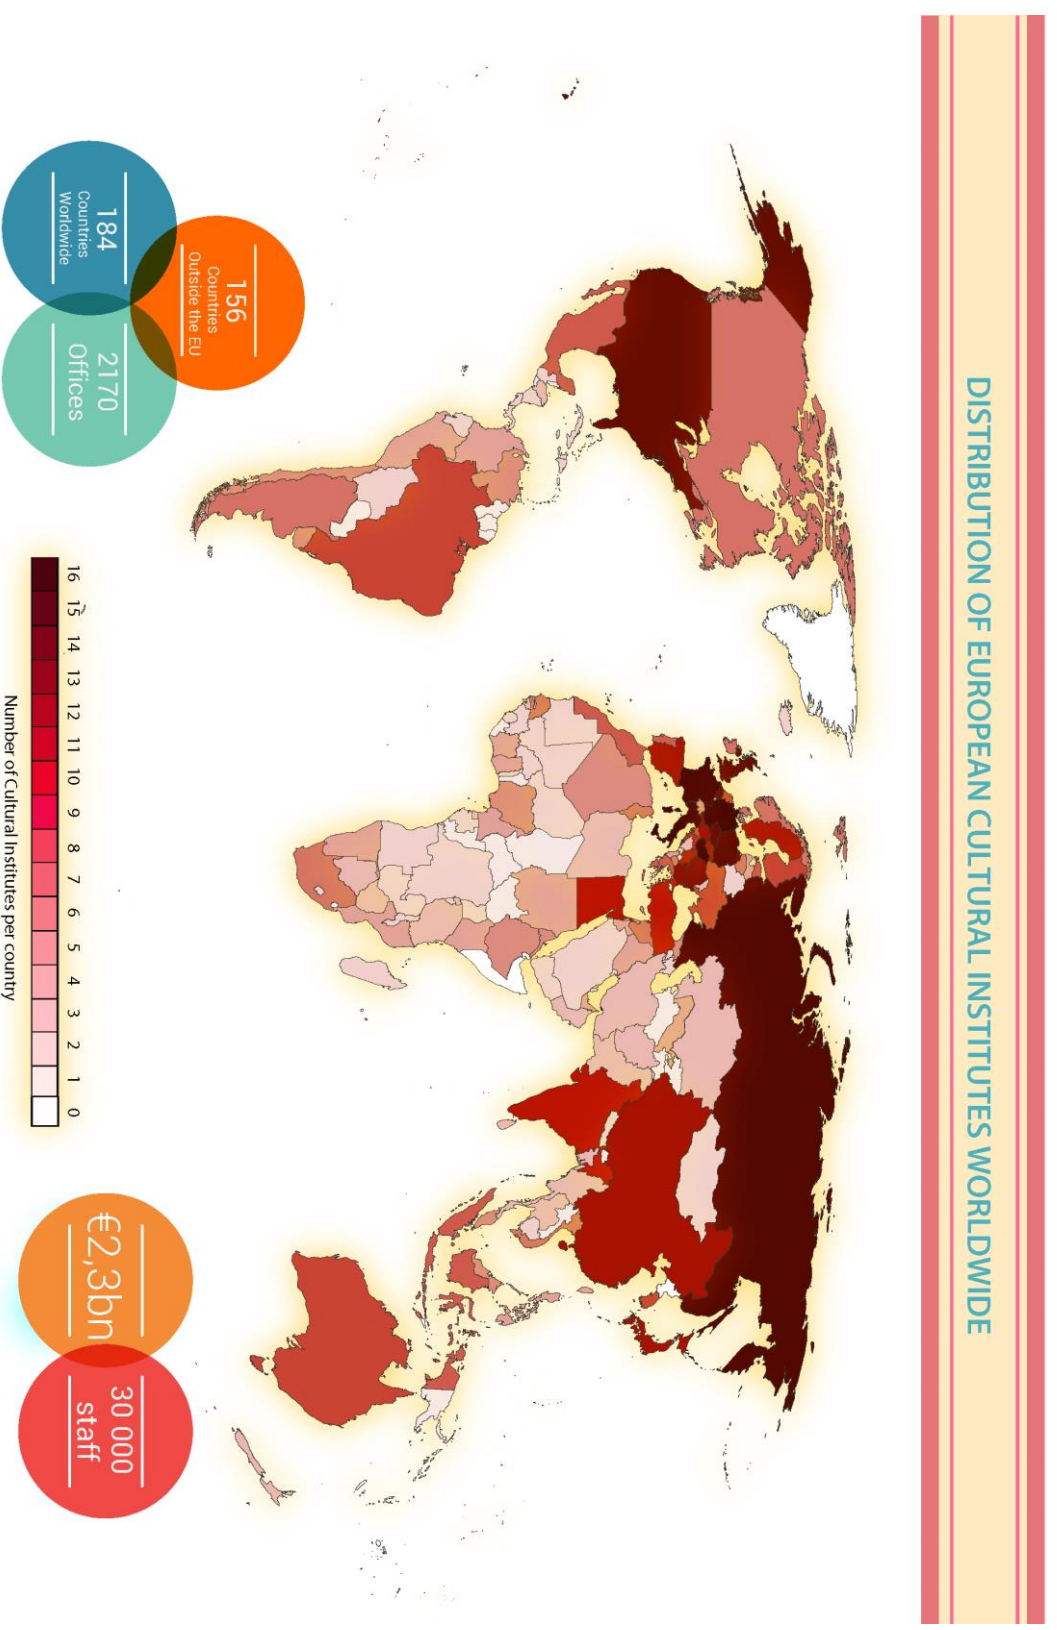 DISTRIBUTION OF EUROPEAN CULTURAL INSTITUTES WORLDWIDE
156
Countries
Outside the EU
184
Countries
Worldwide
2170
Offices
16
15
14
13
12
11
10
9
8
7
6
5
4
3
2
1
0
Number of Cultural Institutes per country
€2,3bn
30 000
staff